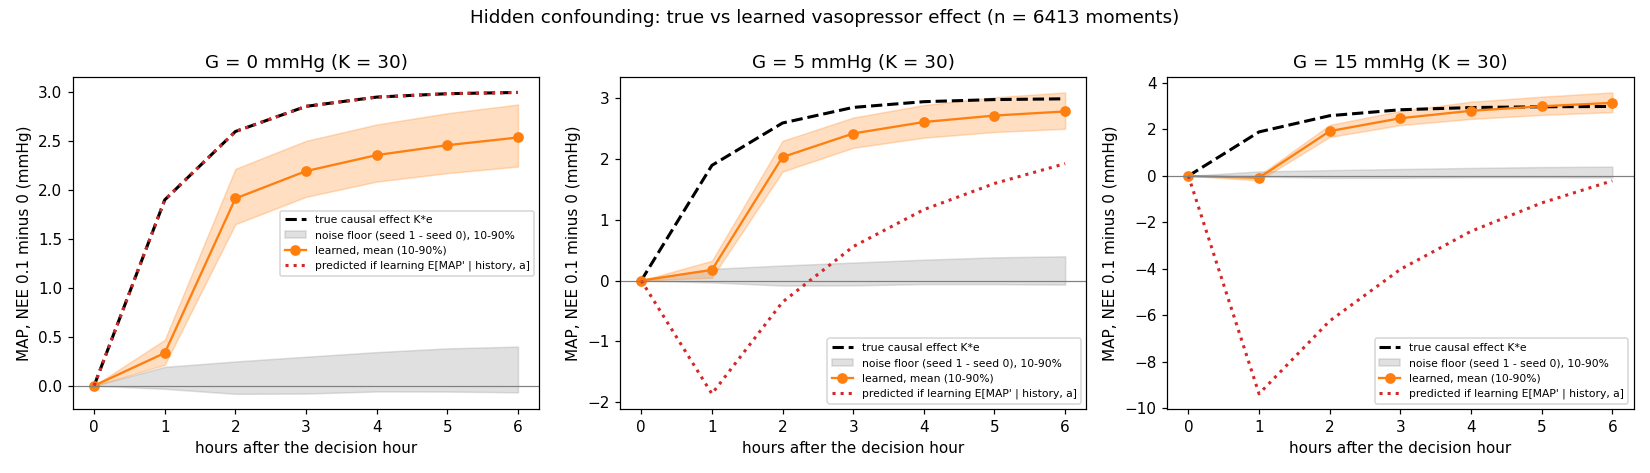 Hidden confounding: true vs learned vasopressor effect (n = 6413 moments)
G = 0 mmHg (K = 30)
MAP, NEE 0.1 minus 0 (mmHg)
3.0
2.5
2.0
1.5
1.0
0.5
0.0
true causal effect K*e
noise floor (seed 1 - seed 0), 10-90%
learned, mean (10-90%)
predicted if learning E[MAP' | history, a]
0 1 2 3 4 5 6
hours after the decision hour
G = 5 mmHg (K = 30)
MAP, NEE 0.1 minus 0 (mmHg)
3
2
1
0
−1
−2
true causal effect K*e
noise floor (seed 1 - seed 0), 10-90%
learned, mean (10-90%)
predicted if learning E[MAP' | history, a]
0 1 2 3 4 5 6
hours after the decision hour
G = 15 mmHg (K = 30)
MAP, NEE 0.1 minus 0 (mmHg)
4
2
0
−2
−4
−6
−8
−10
true causal effect K*e
noise floor (seed 1 - seed 0), 10-90%
learned, mean (10-90%)
predicted if learning E[MAP' | history, a]
0 1 2 3 4 5 6
hours after the decision hour